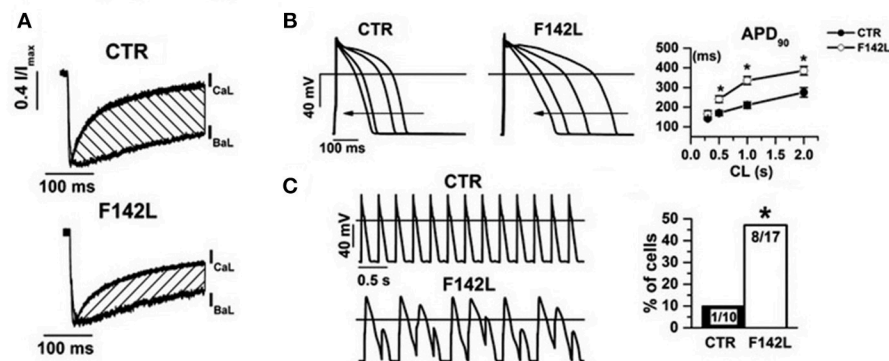 A
CTR
0.4 I/Imax
ICaL
IBaL
100 ms
F142L
ICaL
IBaL
100 ms
B
CTR
F142L
40 mV
100 ms
APD90
(ms)
500
400
300
200
100
0.0 0.5 1.0 1.5 2.0
CL (s)
* * *
CTR
F142L
C
CTR
40 mV
0.5 s
F142L
% of cells
50
40
30
20
10
0
*
8/17
1/10
CTR F142L